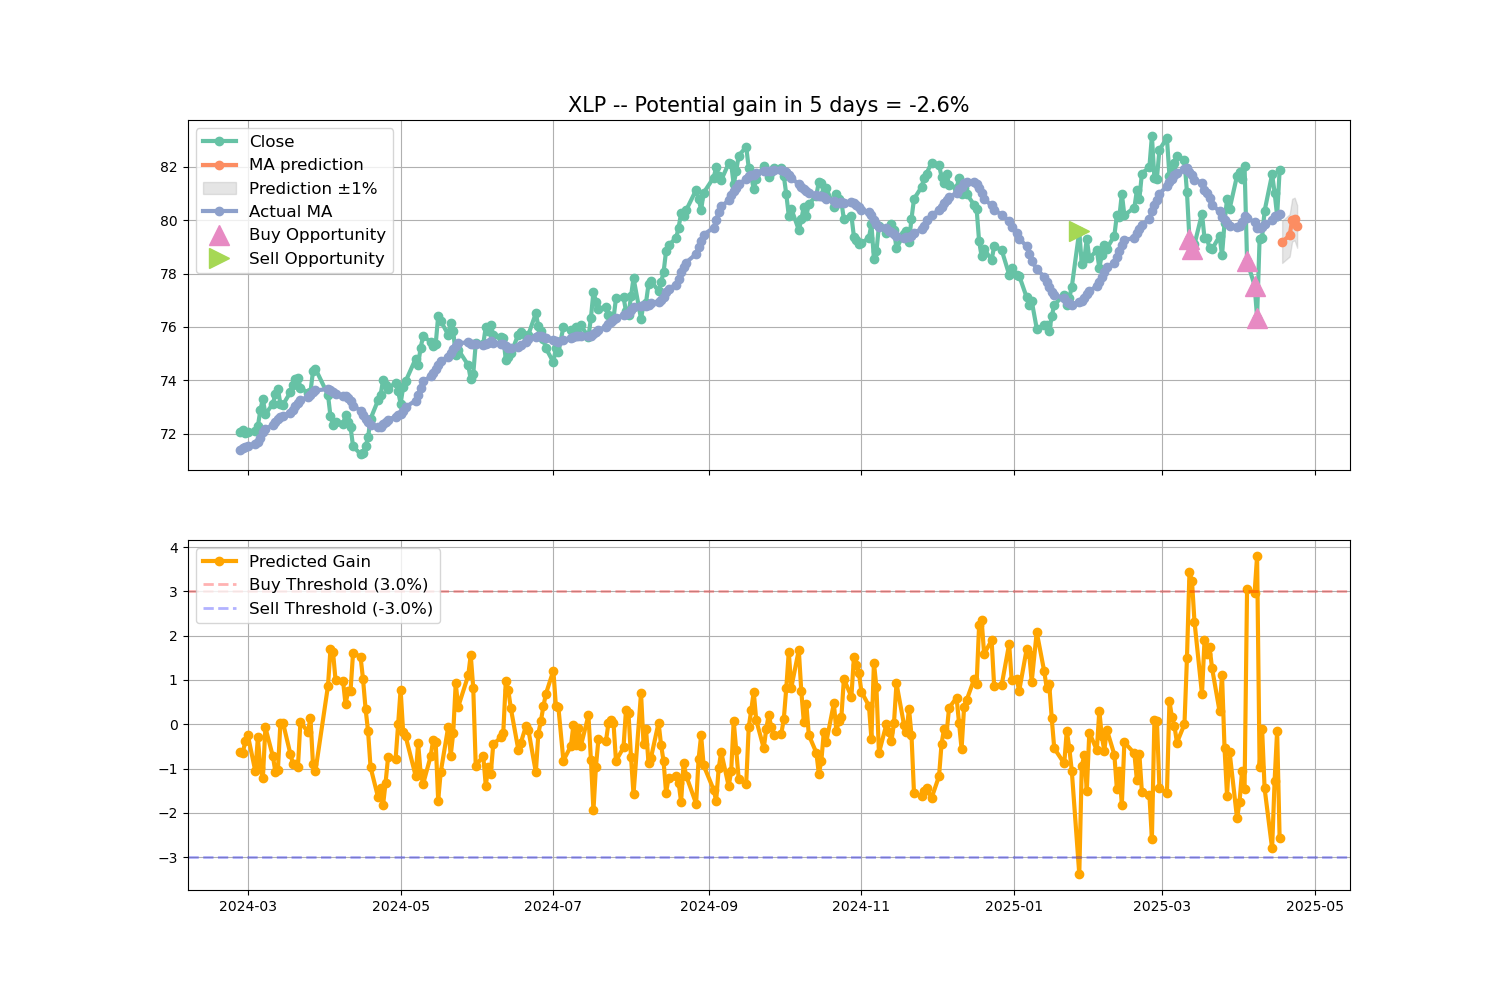 XLP -- Potential gain in 5 days = -2.6%
Close
MA prediction
Prediction ±1%
Actual MA
Buy Opportunity
Sell Opportunity
82
80
78
76
74
72
Predicted Gain
Buy Threshold (3.0%)
Sell Threshold (-3.0%)
4
3
2
1
0
−1
−2
−3
2024-03 2024-05 2024-07 2024-09 2024-11 2025-01 2025-03 2025-05